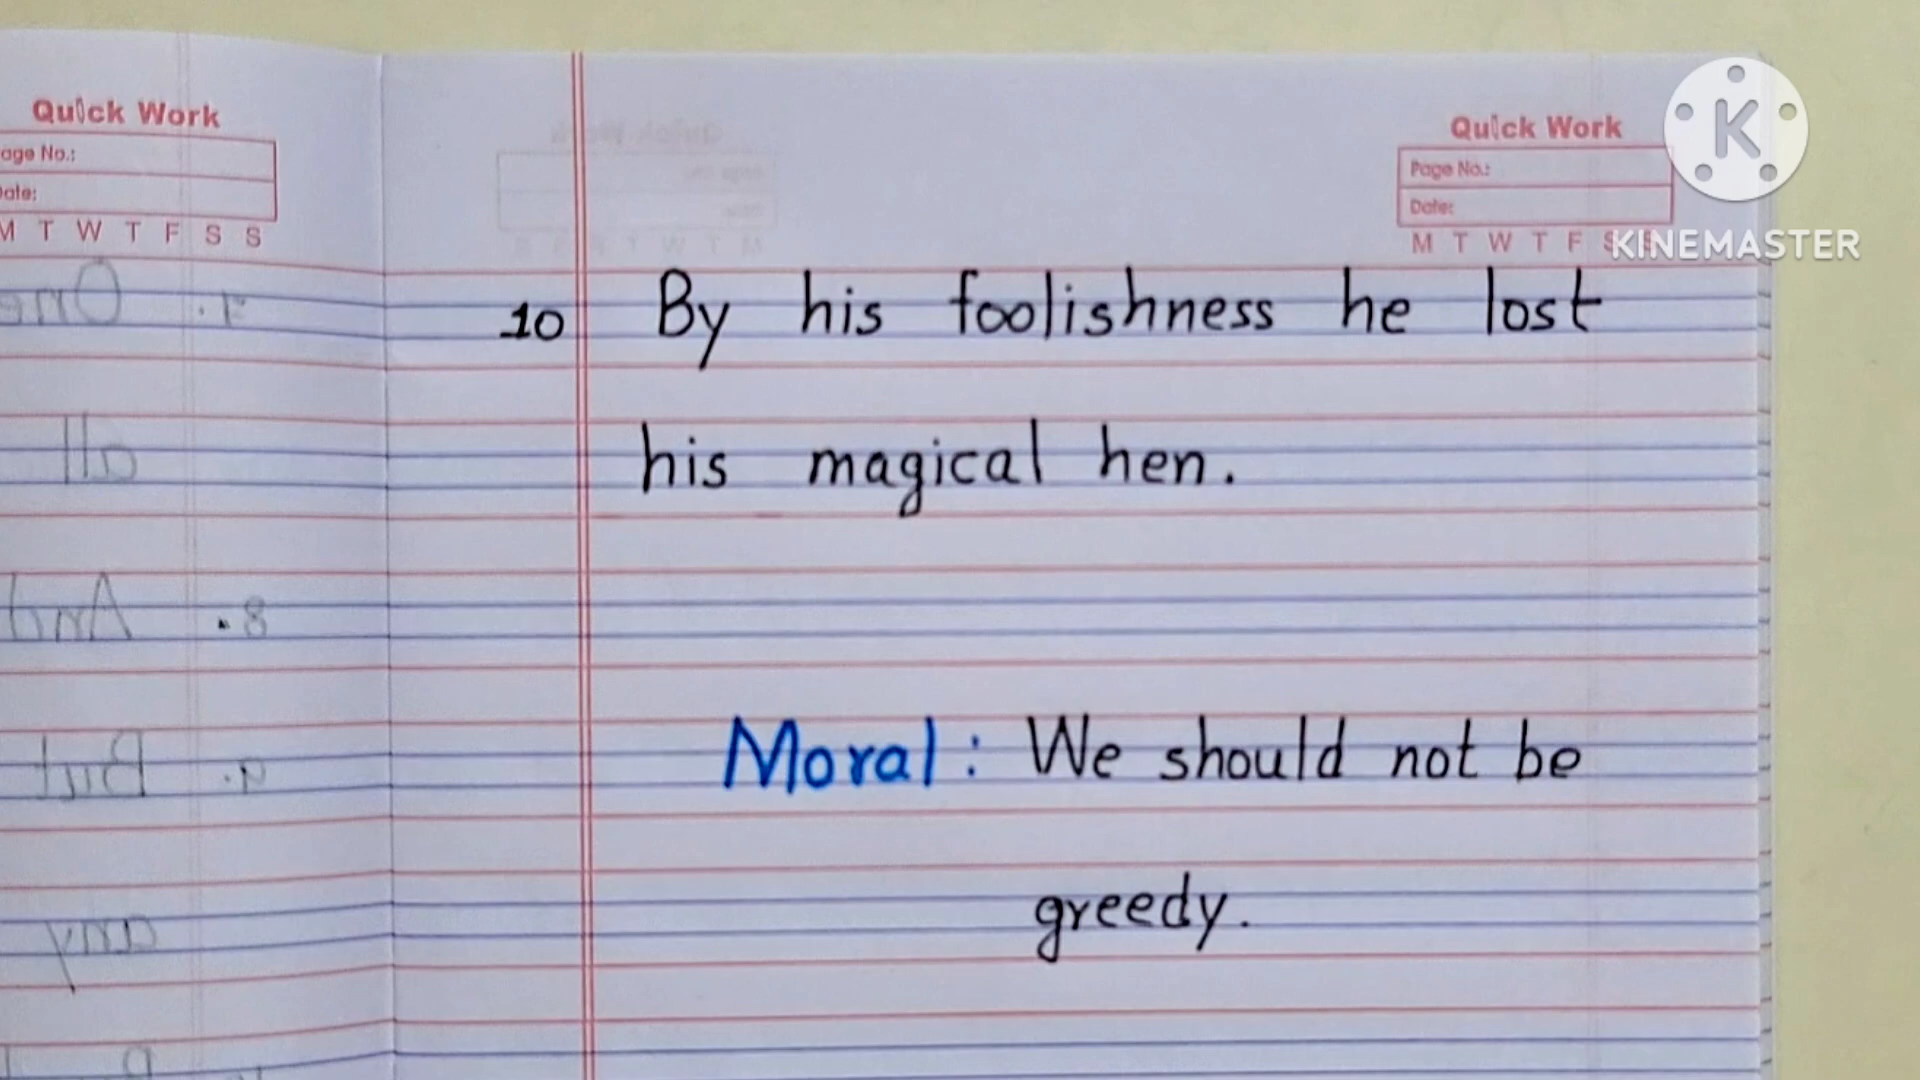 Quick Work
Page No.:
Date:
M T W T F S S
Quick Work
Page No.:
Date:
M T W T F S
KINEMASTER
10 By his foolishness he lost
his magical hen.
Moral: We should not be
greedy.